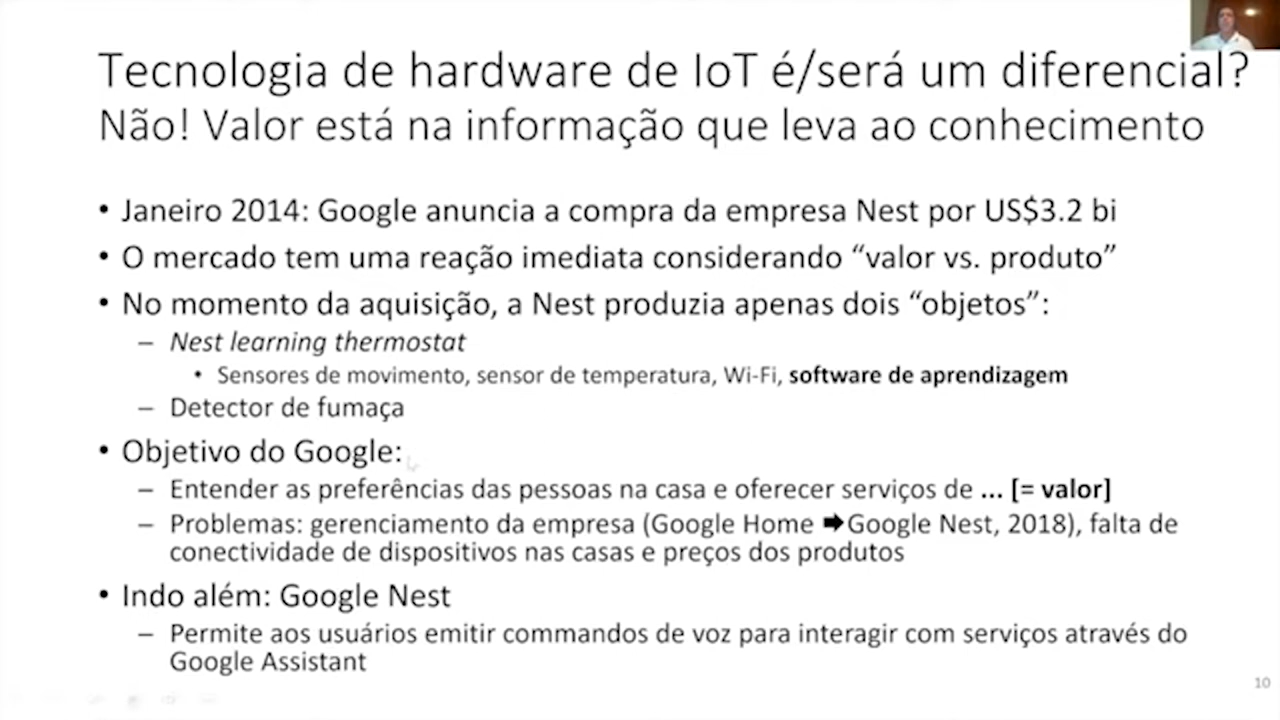 Tecnologia de hardware de IoT é/será um diferencial?
Não! Valor está na informação que leva ao conhecimento
• Janeiro 2014: Google anuncia a compra da empresa Nest por US$3.2 bi
• O mercado tem uma reação imediata considerando “valor vs. produto”
• No momento da aquisição, a Nest produzia apenas dois “objetos”:
– Nest learning thermostat
• Sensores de movimento, sensor de temperatura, Wi-Fi, software de aprendizagem
– Detector de fumaça
• Objetivo do Google:
– Entender as preferências das pessoas na casa e oferecer serviços de ... [= valor]
– Problemas: gerenciamento da empresa (Google Home ➡Google Nest, 2018), falta de
conectividade de dispositivos nas casas e preços dos produtos
• Indo além: Google Nest
– Permite aos usuários emitir commandos de voz para interagir com serviços através do
Google Assistant
10